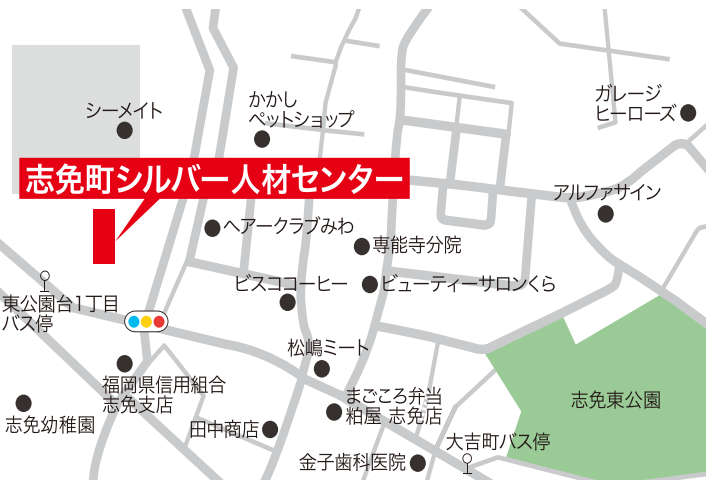 シーメイト
かかし
ペットショップ
ガレージ
ヒーローズ
志免町シルバー人材センター
アルファサイン
ヘアークラブみわ
専能寺分院
ビスココーヒー
ビューティーサロンくら
東公園台1丁目
バス停
松嶋ミート
福岡県信用組合
志免支店
まごころ弁当
粕屋 志免店
志免東公園
志免幼稚園
田中商店
大吉町バス停
金子歯科医院